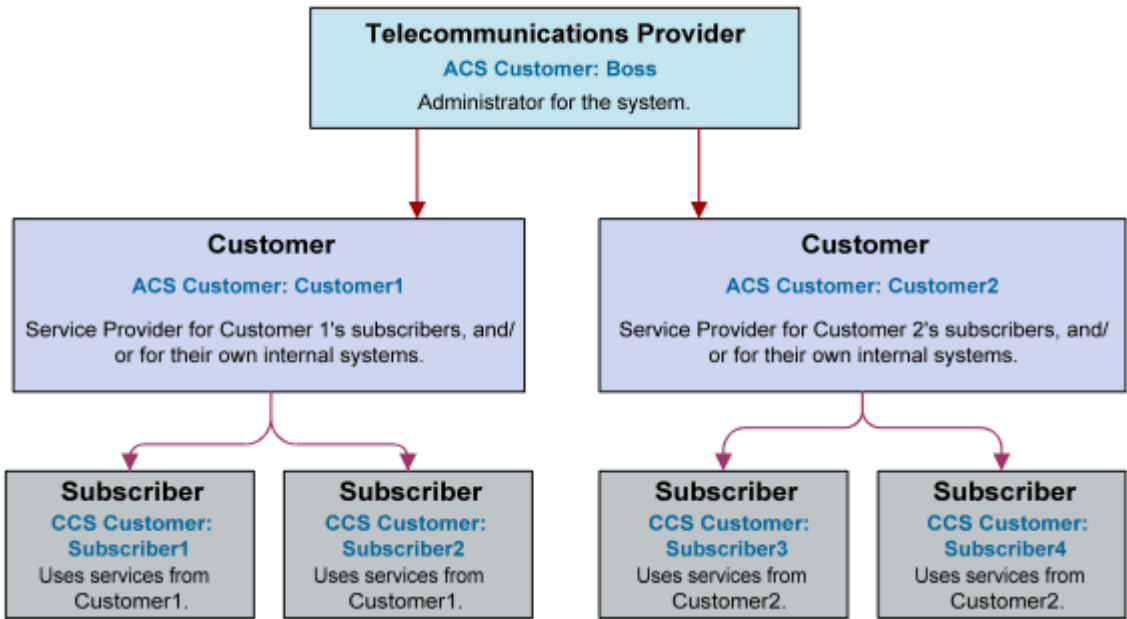 Telecommunications Provider
ACS Customer: Boss
Administrator for the system.
Customer
ACS Customer: Customer1
Service Provider for Customer 1's subscribers, and/
or for their own internal systems.
Customer
ACS Customer: Customer2
Service Provider for Customer 2's subscribers, and/
or for their own internal systems.
Subscriber
CCS Customer:
Subscriber1
Uses services from
Customer1.
Subscriber
CCS Customer:
Subscriber2
Uses services from
Customer1.
Subscriber
CCS Customer:
Subscriber3
Uses services from
Customer2.
Subscriber
CCS Customer:
Subscriber4
Uses services from
Customer2.